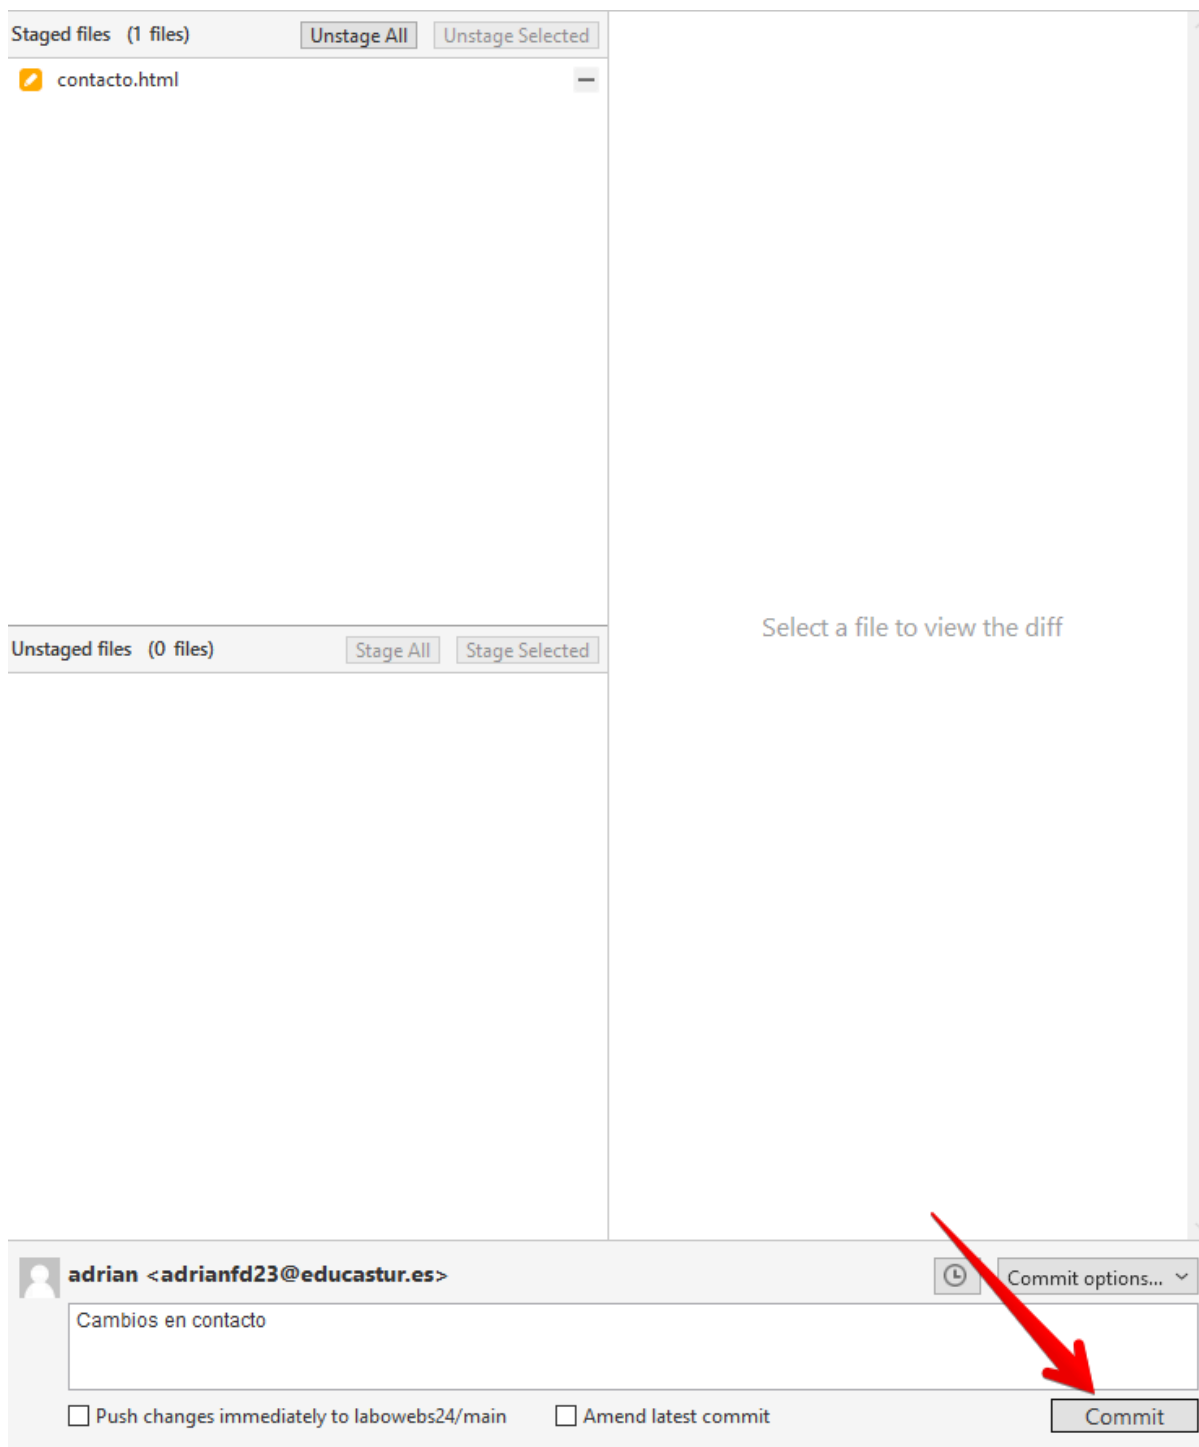 Staged files (1 files) Unstage All Unstage Selected
contacto.html
Select a file to view the diff
Unstaged files (0 files) Stage All Stage Selected
adrian <adrianfd23@educastur.es>
Commit options...
Cambios en contacto
Push changes immediately to labowebs24/main Amend latest commit Commit